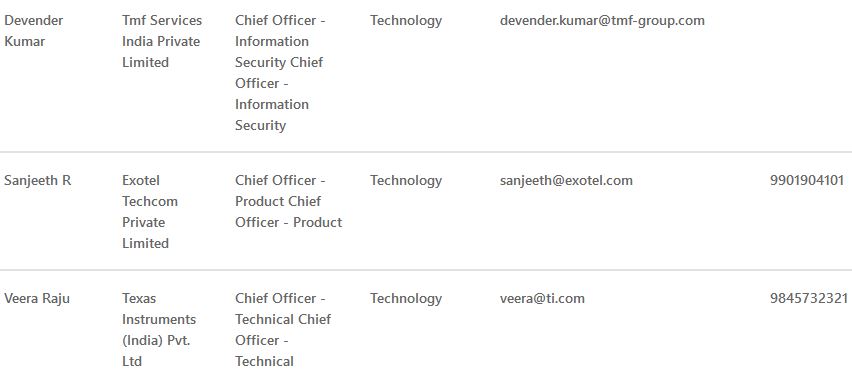 Devender Kumar
Tmf Services India Private Limited
Chief Officer - Information Security Chief Officer - Information Security
Technology
devender.kumar@tmf-group.com
Sanjeeth R
Exotel Techcom Private Limited
Chief Officer - Product Chief Officer - Product
Technology
sanjeeth@exotel.com
9901904101
Veera Raju
Texas Instruments (India) Pvt. Ltd
Chief Officer - Technical Chief Officer - Technical
Technology
veera@ti.com
9845732321